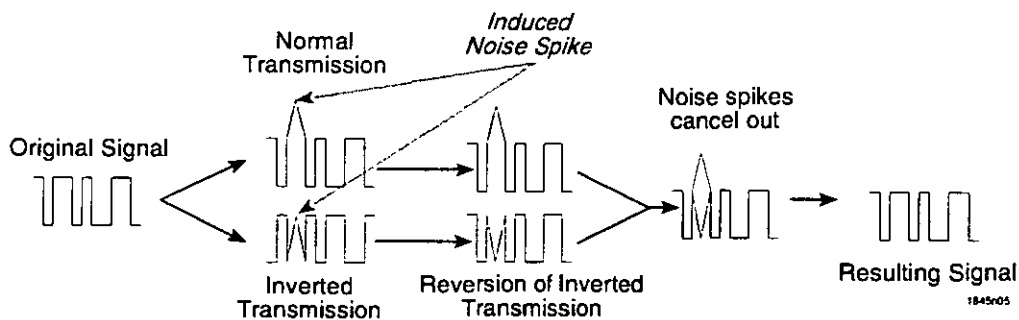 Induced
Noise Spike
Normal
Transmission
Noise spikes
cancel out
Original Signal
Inverted
Transmission
Reversion of Inverted
Transmission
Resulting Signal
1845n05